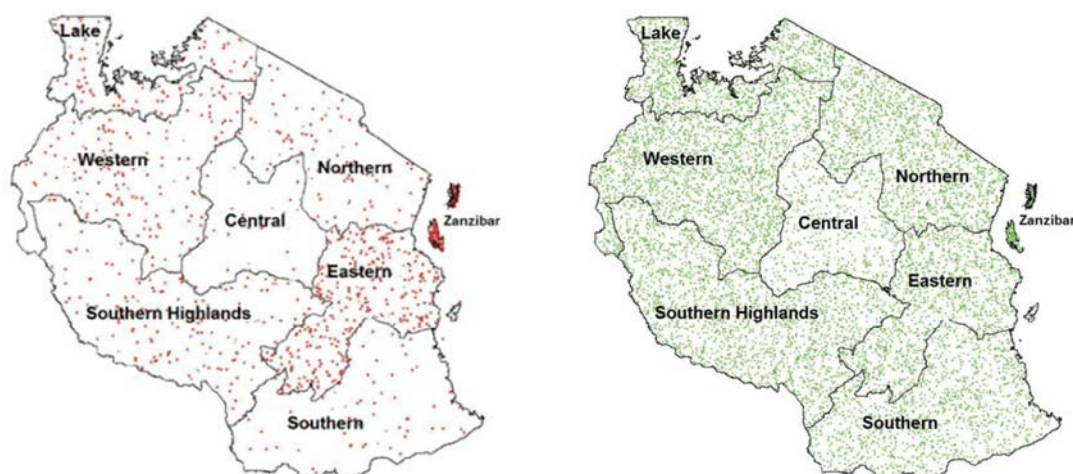 Lake
Western
Northern
Zanzibar
Central
Eastern
Southern Highlands
Southern
Lake
Western
Northern
Zanzibar
Central
Eastern
Southern Highlands
Southern